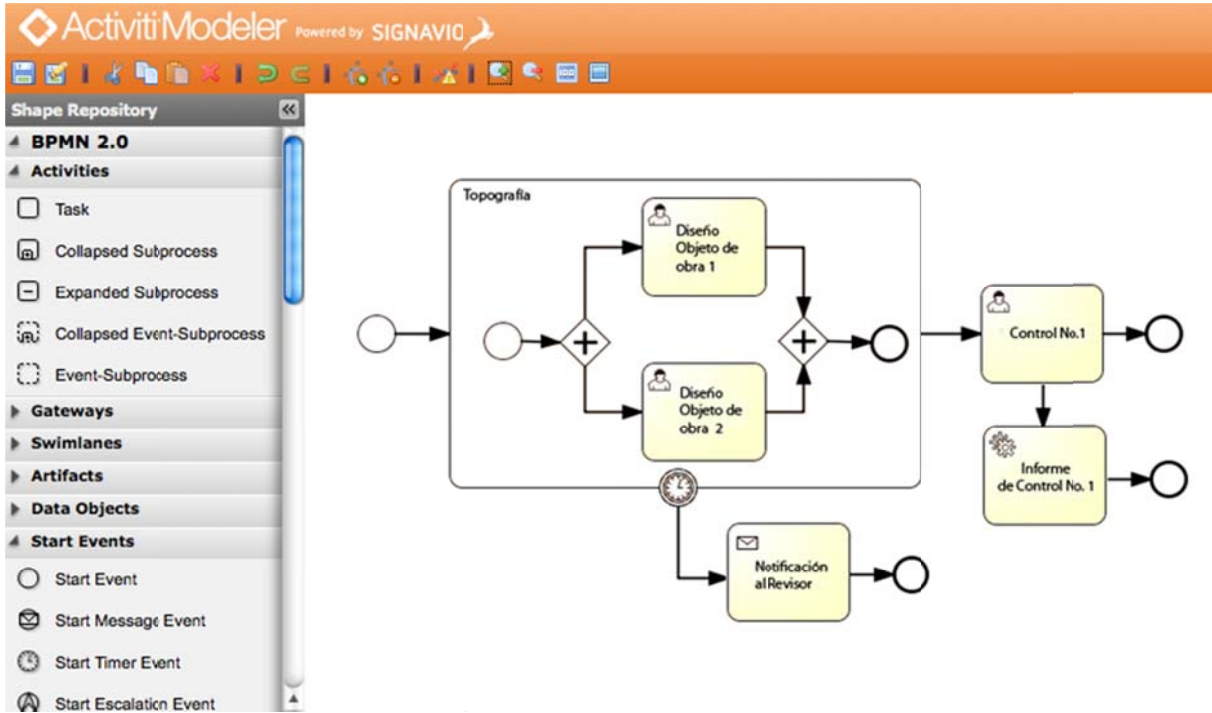 Activiti Modeler Powered by SIGNAVIO
Shape Repository
BPMN 2.0
Activities
Task
Collapsed Subprocess
Expanded Subprocess
Collapsed Event-Subprocess
Event-Subprocess
Gateways
Swimlanes
Artifacts
Data Objects
Start Events
Start Event
Start Message Event
Start Timer Event
Start Escalation Event
Topografía
Diseño
Objeto de
obra 1
Diseño
Objeto de
obra 2
Notificación
al Revisor
Control No.1
Informe
de Control No. 1